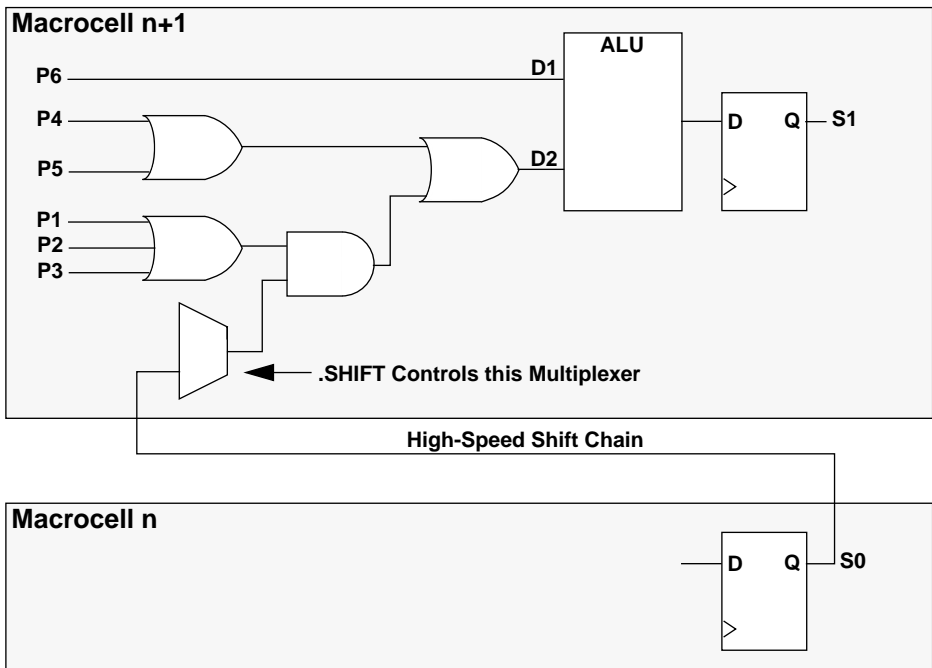 Macrocell n+1
ALU
P6
D1
P4
D Q S1
P5
D2
P1
P2
P3
.SHIFT Controls this Multiplexer
High-Speed Shift Chain
Macrocell n
D Q S0